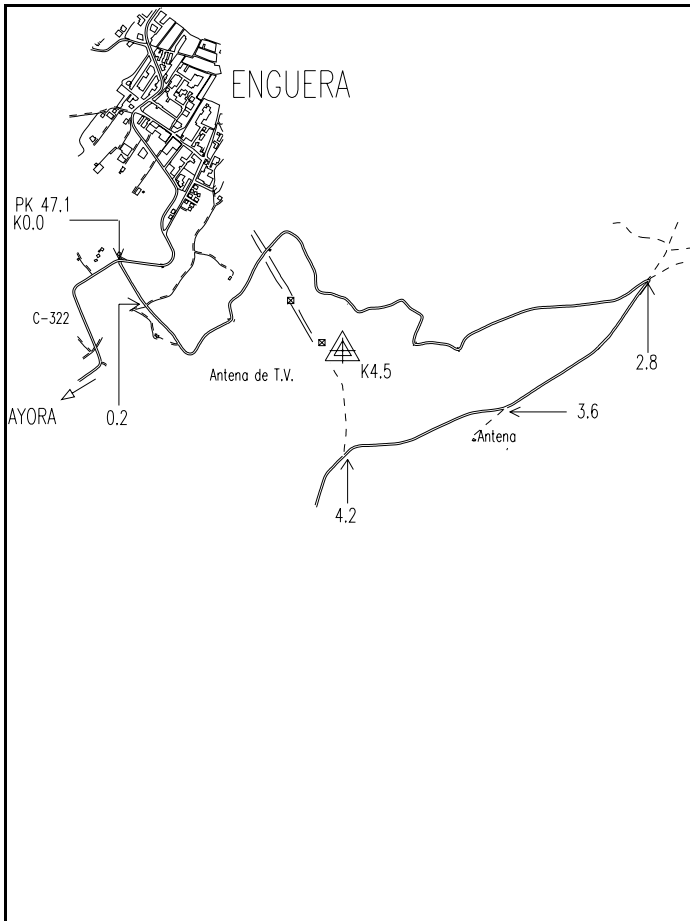 ENGUERA
PK 47.1
K0.0
C-322
Antena de T.V.
K4.5
2.8
AYORA
0.2
3.6
Antena
4.2